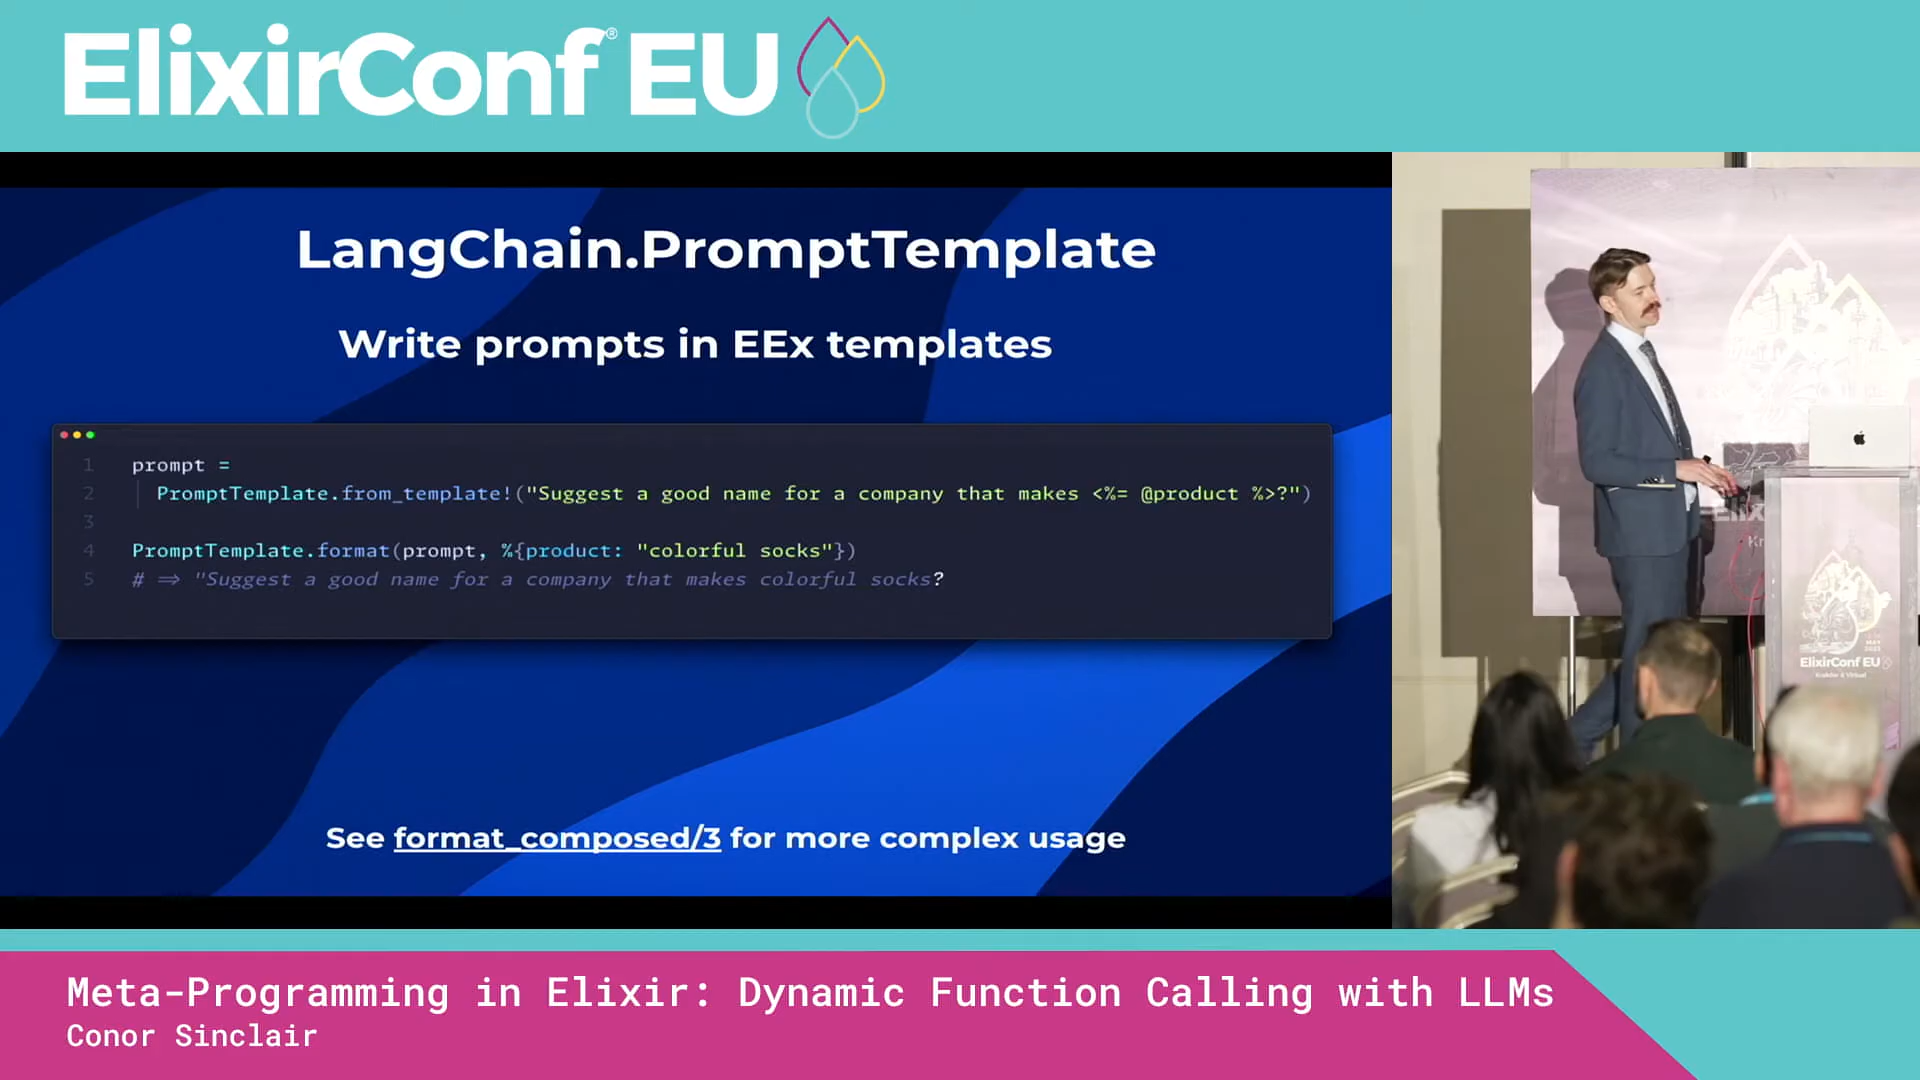 ElixirConf® EU
LangChain.PromptTemplate
Write prompts in EEx templates
1 prompt =
2 PromptTemplate.from_template!("Suggest a good name for a company that makes <%= @product %>?")
3
4 PromptTemplate.format(prompt, %{product: "colorful socks"})
5 # => "Suggest a good name for a company that makes colorful socks?
See format_composed/3 for more complex usage
ElixirConf EU
Meta-Programming in Elixir: Dynamic Function Calling with LLMs
Conor Sinclair